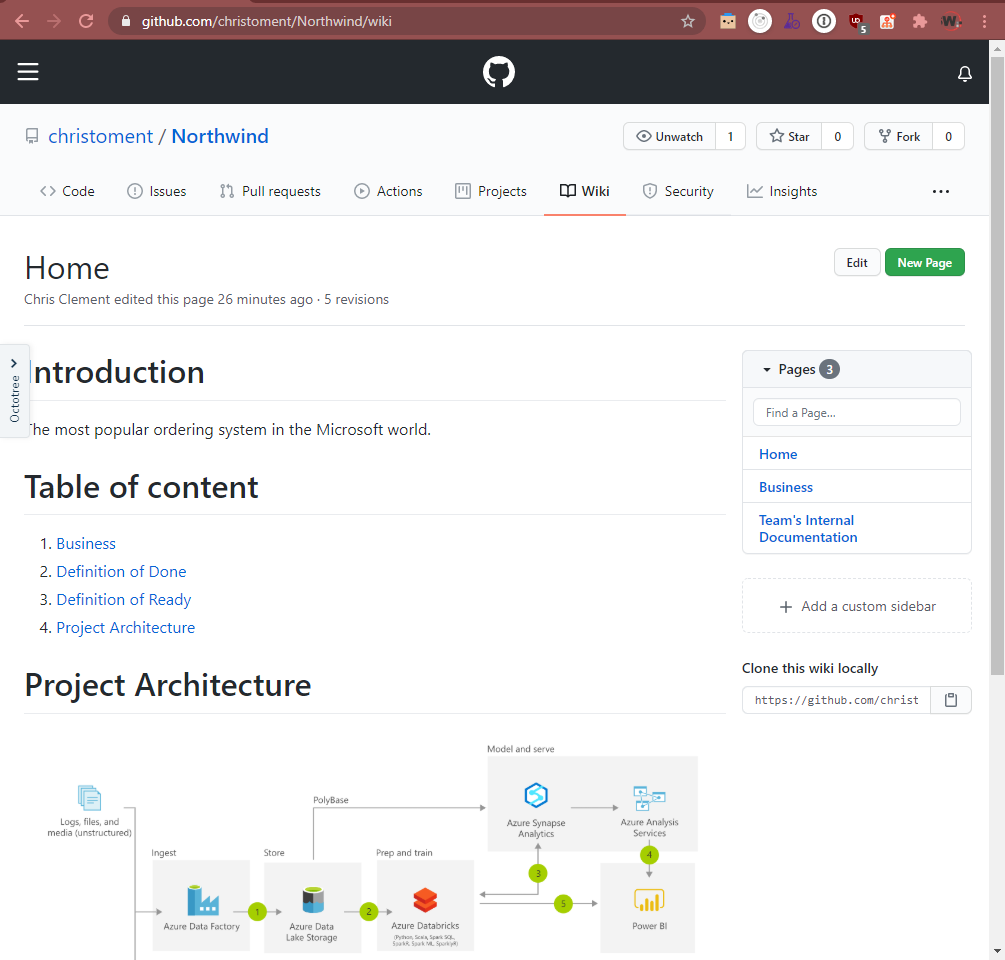 github.com/christoment/Northwind/wiki
5
christoment / Northwind
Unwatch 1
Star 0
Fork 0
Code
Issues
Pull requests
Actions
Projects
Wiki
Security
Insights
Home
Edit
New Page
Chris Clement edited this page 26 minutes ago · 5 revisions
Octotree
Introduction
The most popular ordering system in the Microsoft world.
Table of content
1. Business
2. Definition of Done
3. Definition of Ready
4. Project Architecture
Pages 3
Find a Page...
Home
Business
Team's Internal
Documentation
Add a custom sidebar
Clone this wiki locally
https://github.com/christ
Project Architecture
Model and serve
PolyBase
Logs, files, and
media (unstructured)
Azure Synapse
Analytics
Azure Analysis
Services
Ingest
Store
Prep and train
3
4
1
2
5
Azure Data Factory
Azure Data
Lake Storage
Azure Databricks
(Python, Scala, Spark SQL,
SparkR, Spark ML, SparklyR)
Power BI